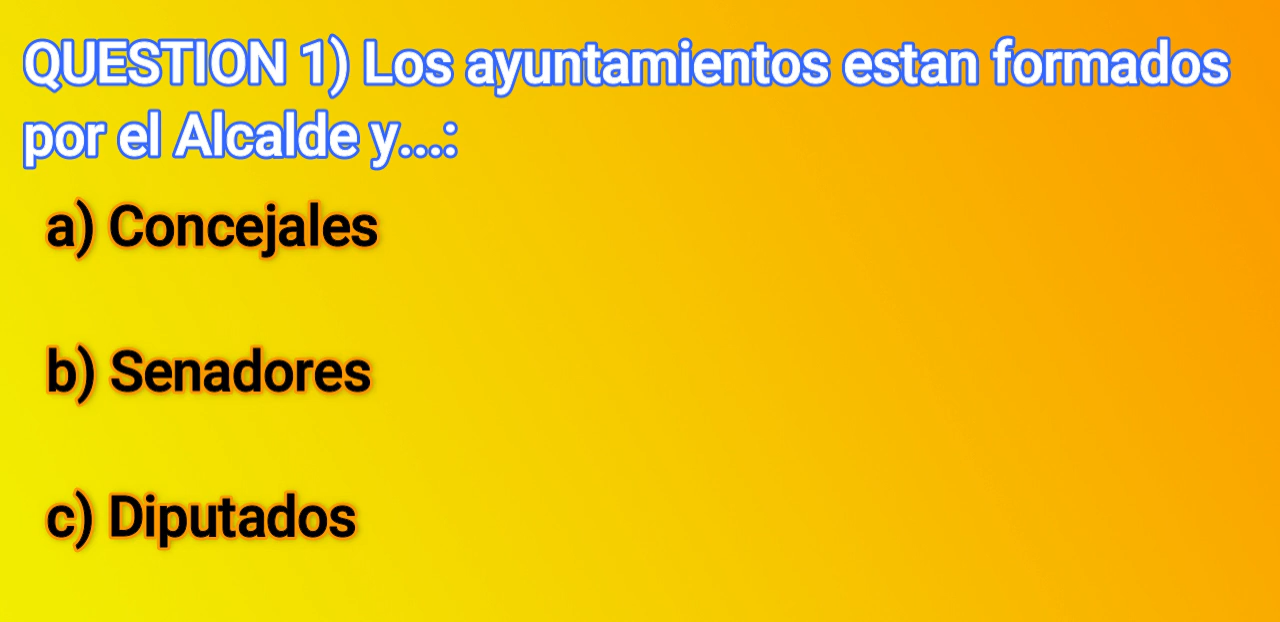 QUESTION 1) Los ayuntamientos estan formados
por el Alcalde y...:
a) Concejales
b) Senadores
c) Diputados